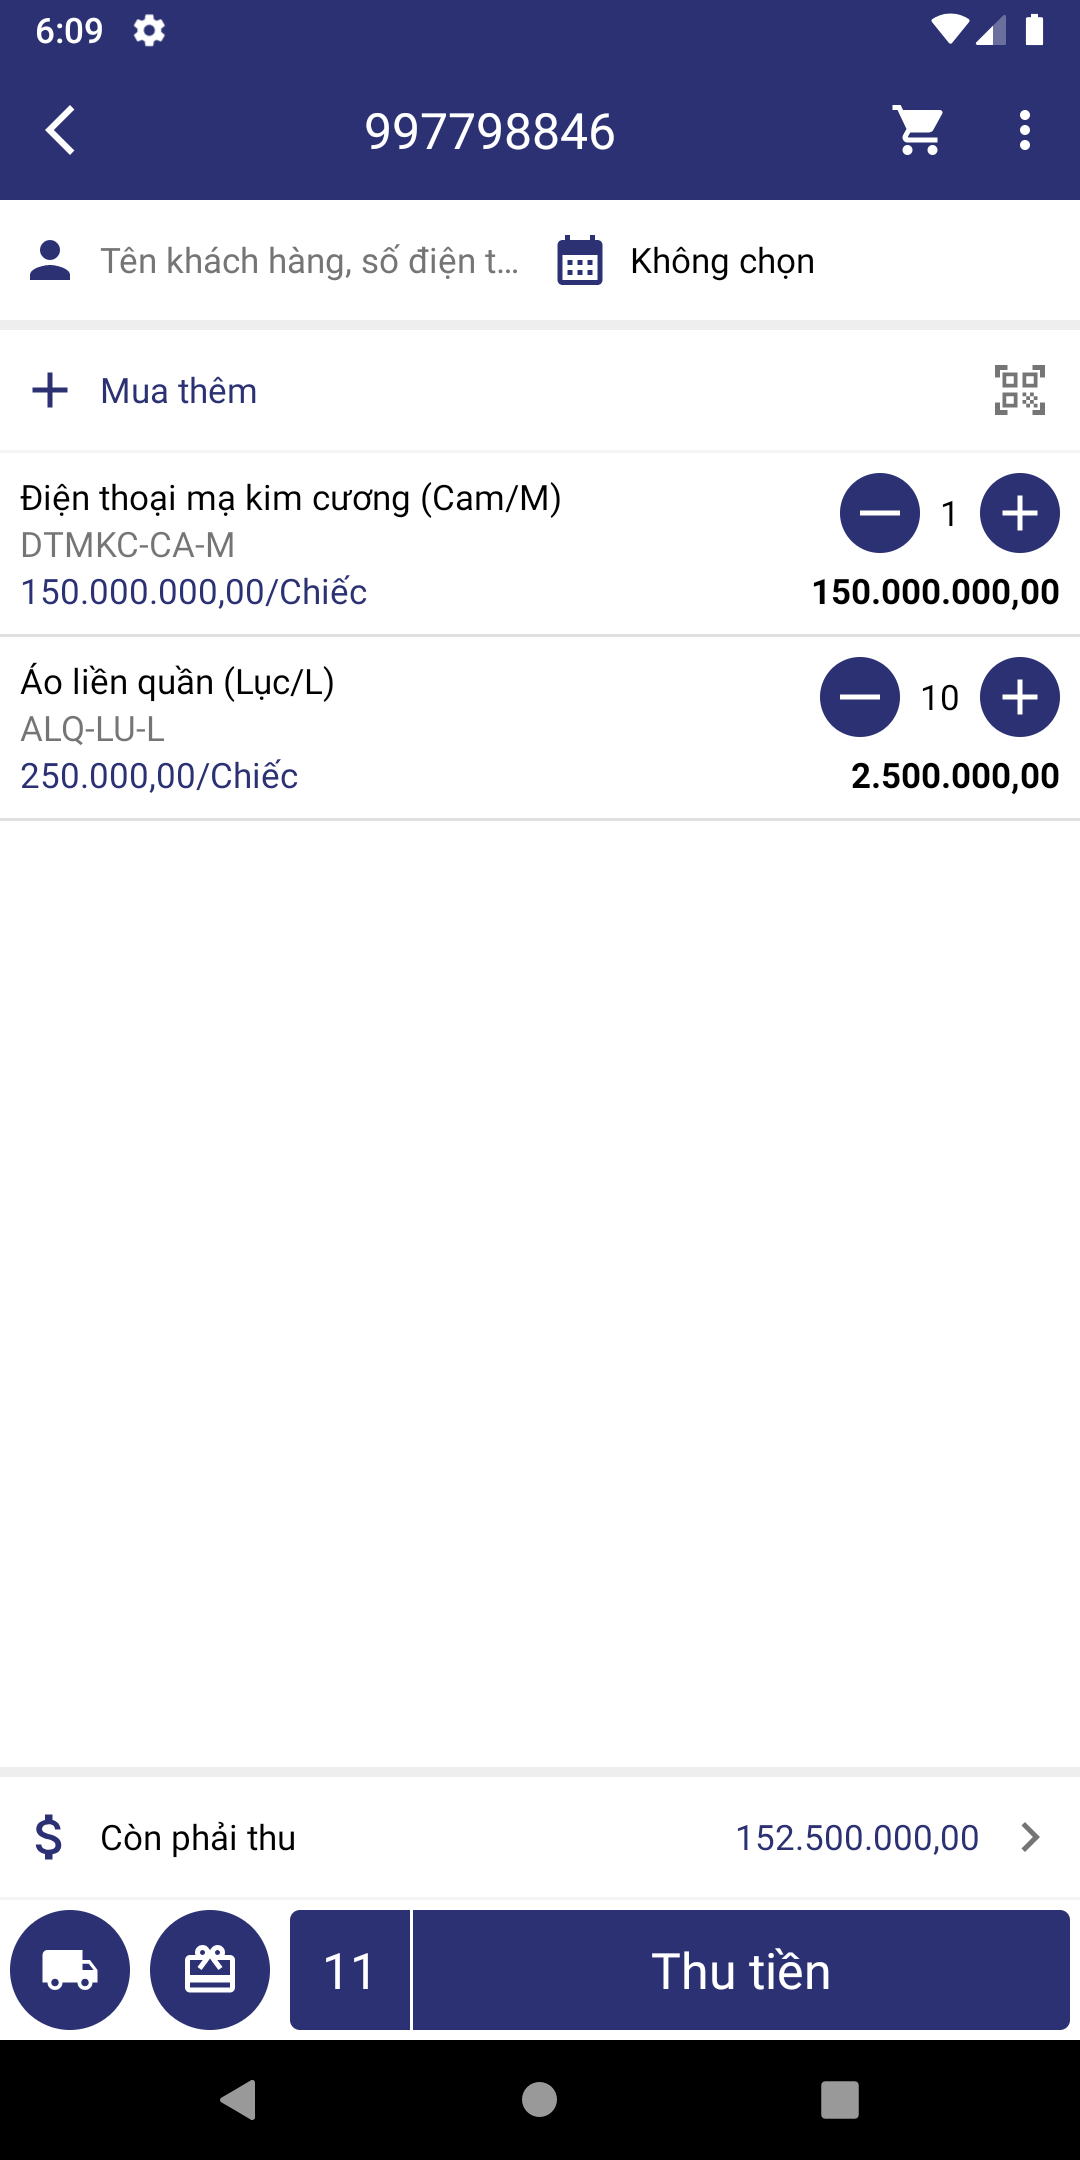 6:09
997798846
Tên khách hàng, số điện t...
Không chọn
Mua thêm
Điện thoại mạ kim cương (Cam/M)
1
DTMKC-CA-M
150.000.000,00/Chiếc
150.000.000,00
Áo liền quần (Lục/L)
10
ALQ-LU-L
250.000,00/Chiếc
2.500.000,00
Còn phải thu
152.500.000,00
11
Thu tiền